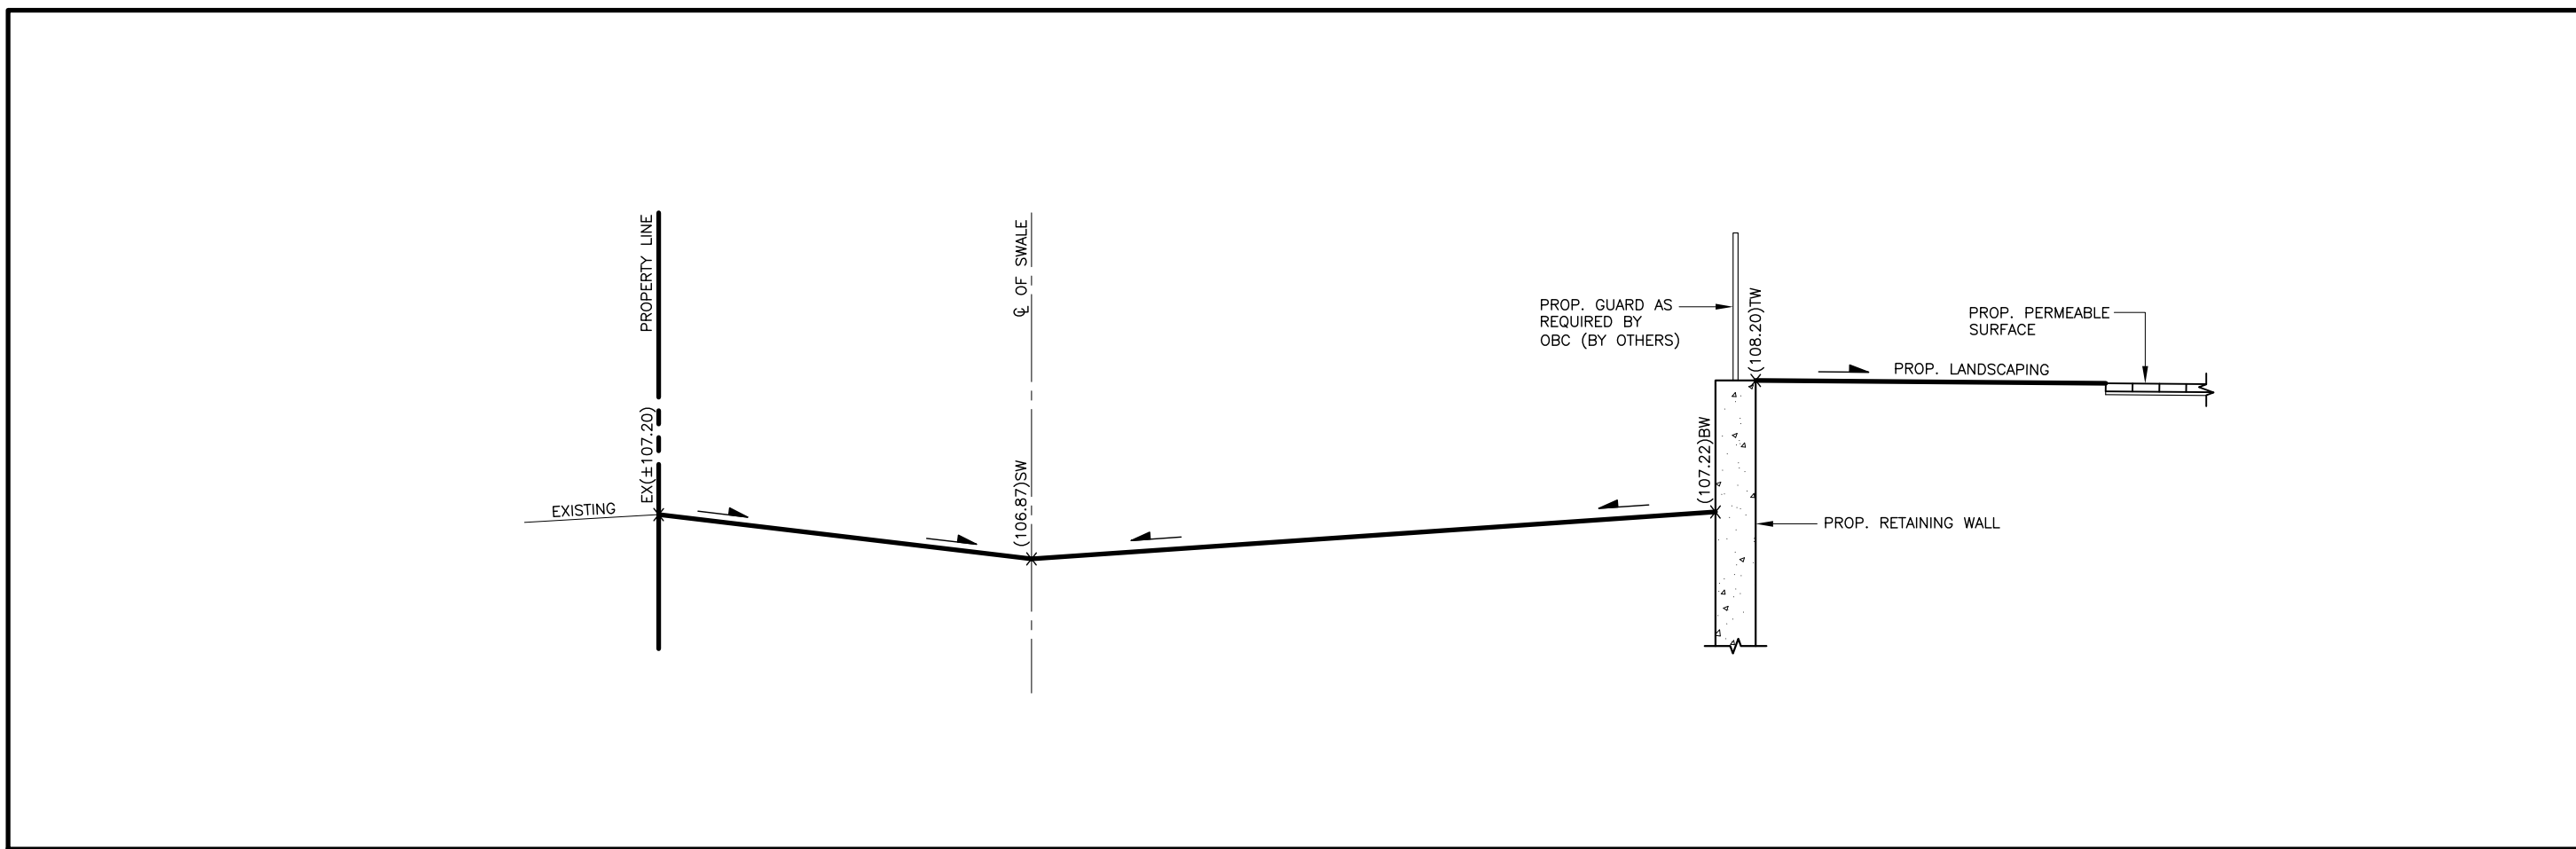 PROPERTY LINE
EX(±107.20)
EXISTING
℄ OF SWALE
(106.87)SW
PROP. GUARD AS
REQUIRED BY
OBC (BY OTHERS)
(108.20)TW
(107.22)BW
PROP. LANDSCAPING
PROP. PERMEABLE
SURFACE
PROP. RETAINING WALL